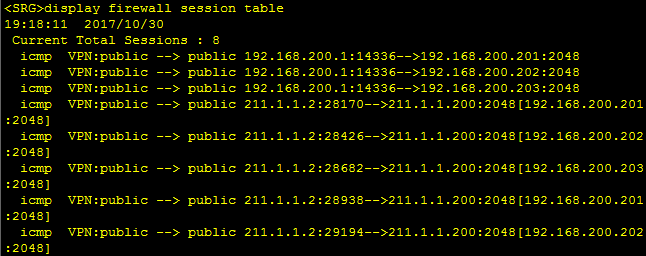 <SRG>display firewall session table
19:18:11  2017/10/30
 Current Total Sessions : 8
  icmp  VPN:public --> public 192.168.200.1:14336-->192.168.200.201:2048
  icmp  VPN:public --> public 192.168.200.1:14336-->192.168.200.202:2048
  icmp  VPN:public --> public 192.168.200.1:14336-->192.168.200.203:2048
  icmp  VPN:public --> public 211.1.1.2:28170-->211.1.1.200:2048[192.168.200.201
:2048]
  icmp  VPN:public --> public 211.1.1.2:28426-->211.1.1.200:2048[192.168.200.202
:2048]
  icmp  VPN:public --> public 211.1.1.2:28682-->211.1.1.200:2048[192.168.200.203
:2048]
  icmp  VPN:public --> public 211.1.1.2:28938-->211.1.1.200:2048[192.168.200.201
:2048]
  icmp  VPN:public --> public 211.1.1.2:29194-->211.1.1.200:2048[192.168.200.202
:2048]